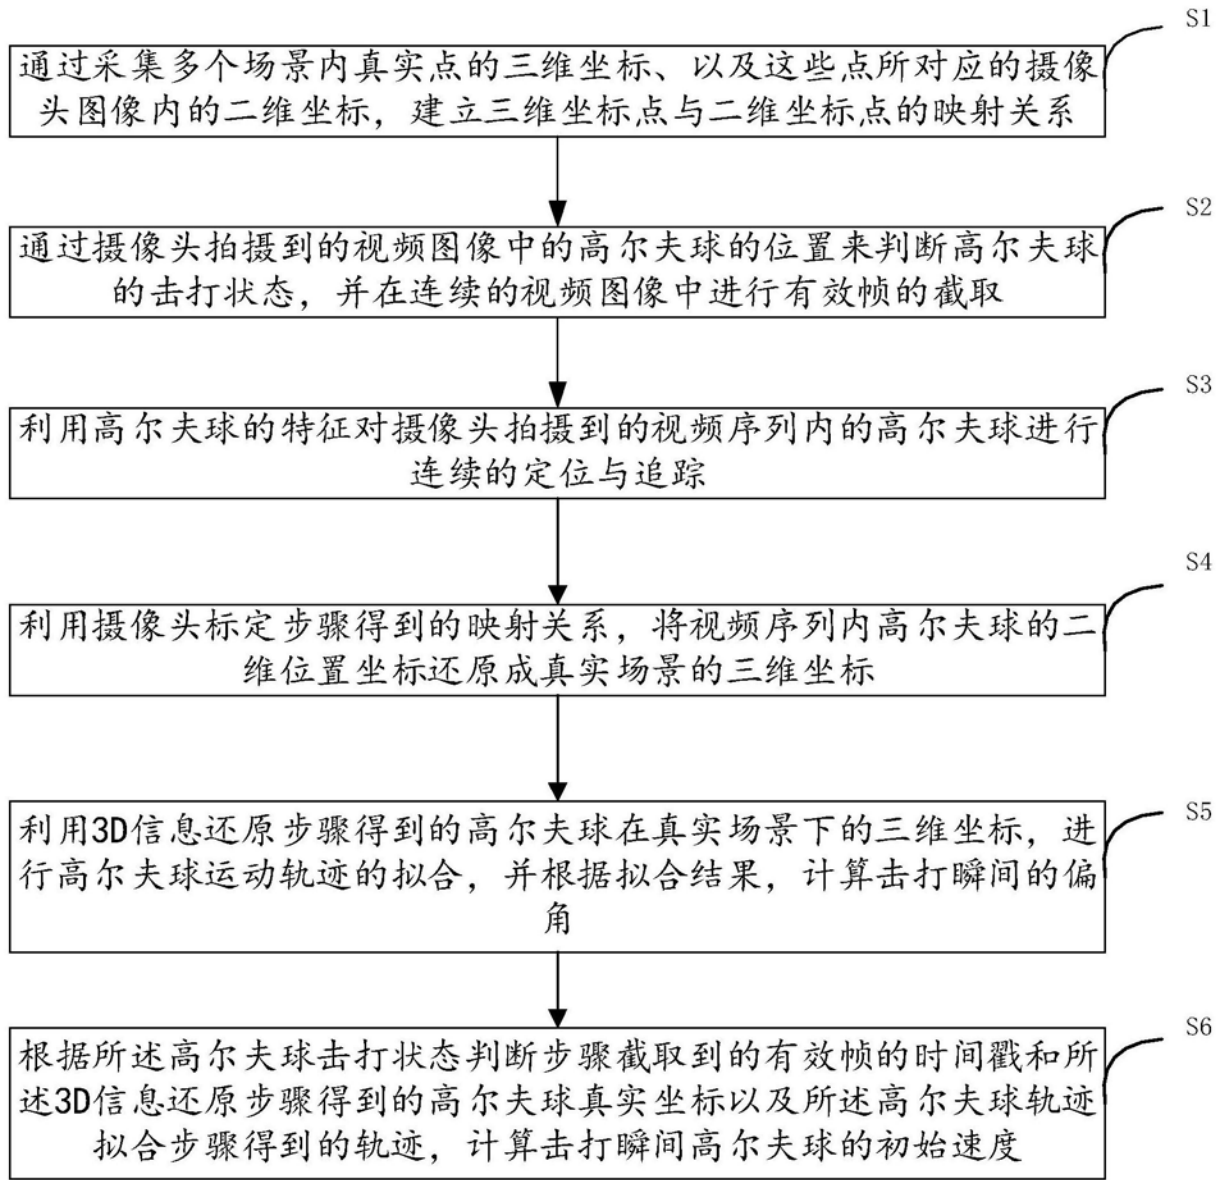 S1
通过采集多个场景内真实点的三维坐标、以及这些点所对应的摄像
头图像内的二维坐标，建立三维坐标点与二维坐标点的映射关系
S2
通过摄像头拍摄到的视频图像中的高尔夫球的位置来判断高尔夫球
的击打状态，并在连续的视频图像中进行有效帧的截取
S3
利用高尔夫球的特征对摄像头拍摄到的视频序列内的高尔夫球进行
连续的定位与追踪
S4
利用摄像头标定步骤得到的映射关系，将视频序列内高尔夫球的二
维位置坐标还原成真实场景的三维坐标
S5
利用3D信息还原步骤得到的高尔夫球在真实场景下的三维坐标，进
行高尔夫球运动轨迹的拟合，并根据拟合结果，计算击打瞬间的偏
角
S6
根据所述高尔夫球击打状态判断步骤截取到的有效帧的时间戳和所
述3D信息还原步骤得到的高尔夫球真实坐标以及所述高尔夫球轨迹
拟合步骤得到的轨迹，计算击打瞬间高尔夫球的初始速度